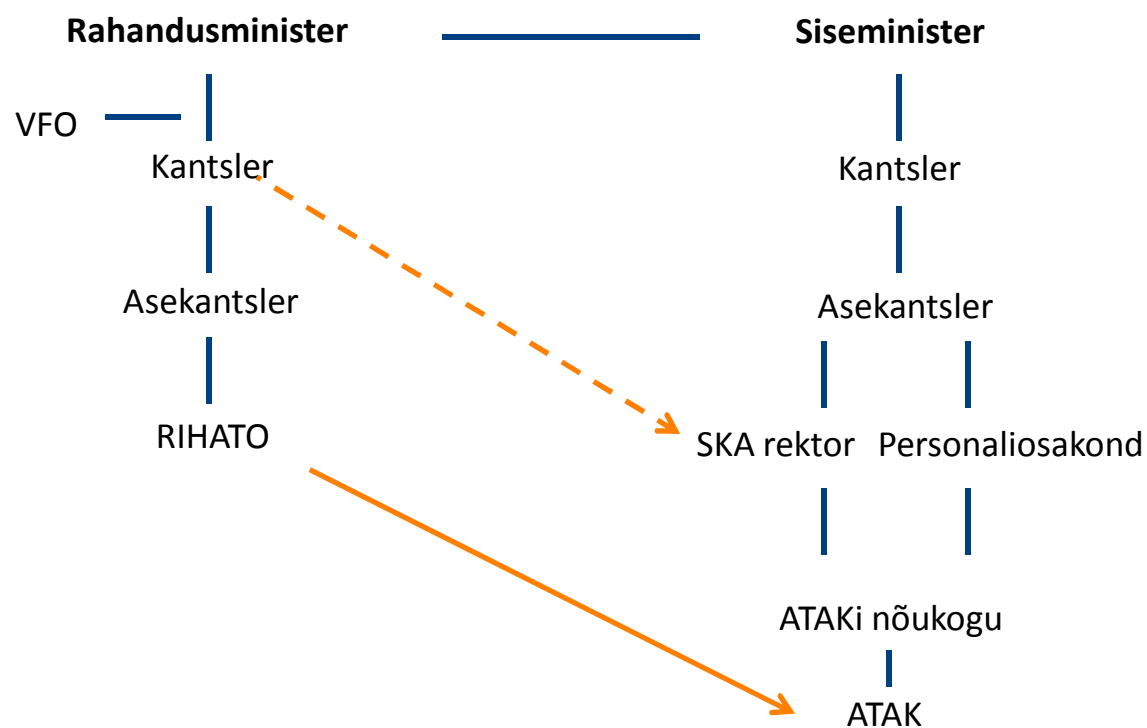 Rahandusminister
Siseminister
VFO
Kantsler
Kantsler
Asekantsler
Asekantsler
RIHATO
SKA rektor
Personaliosakond
ATAKi nõukogu
ATAK